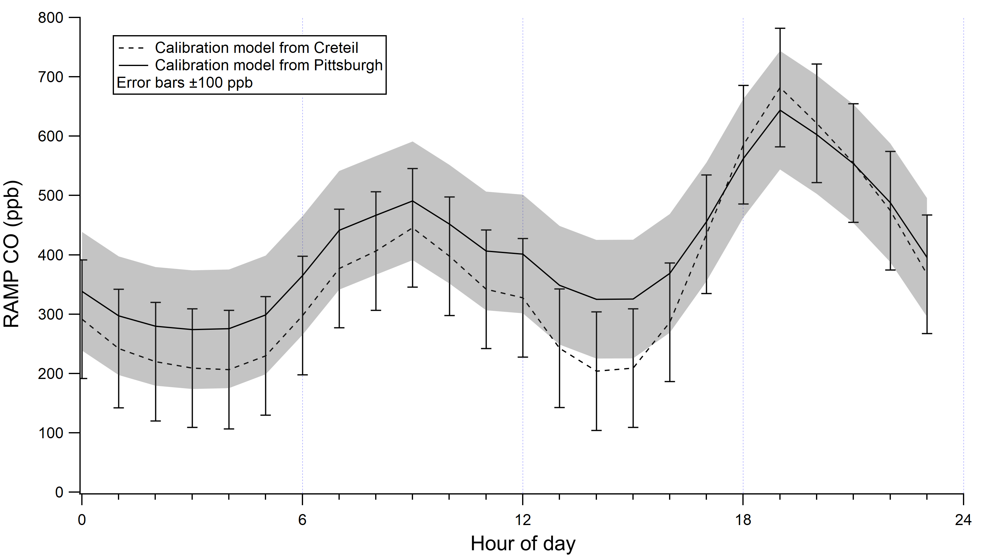 800
700
600
500
400
300
200
100
0
RAMP CO (ppb)
Calibration model from Creteil
Calibration model from Pittsburgh
Error bars ±100 ppb
0 6 12 18 24
Hour of day